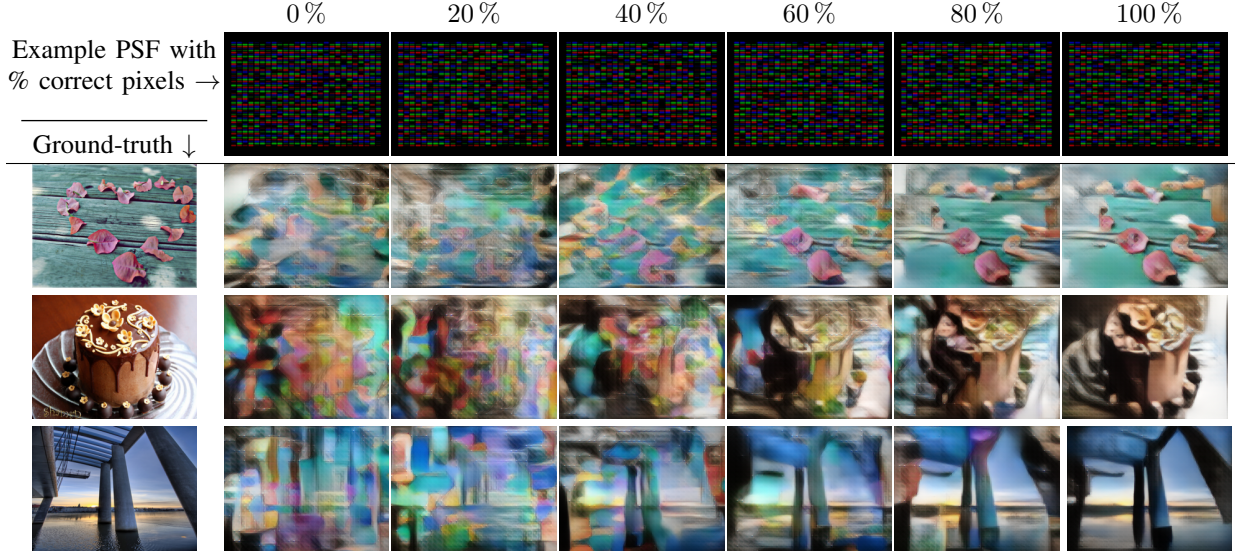 0 % 20 % 40 % 60 % 80 % 100 %
Example PSF with
% correct pixels →
Ground-truth ↓